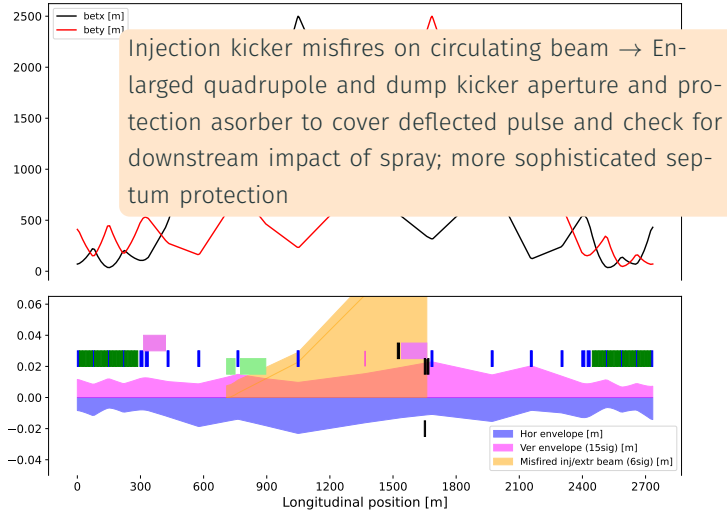 2500
2000
1500
1000
500
0
betx [m]
bety [m]
Injection kicker misfires on circulating beam → En-
larged quadrupole and dump kicker aperture and pro-
tection asorber to cover deflected pulse and check for
downstream impact of spray; more sophisticated sep-
tum protection
0.06
0.04
0.02
0.00
−0.02
−0.04
Hor envelope [m]
Ver envelope (15sig) [m]
Misfired inj/extr beam (6sig) [m]
0 300 600 900 1200 1500 1800 2100 2400 2700
Longitudinal position [m]